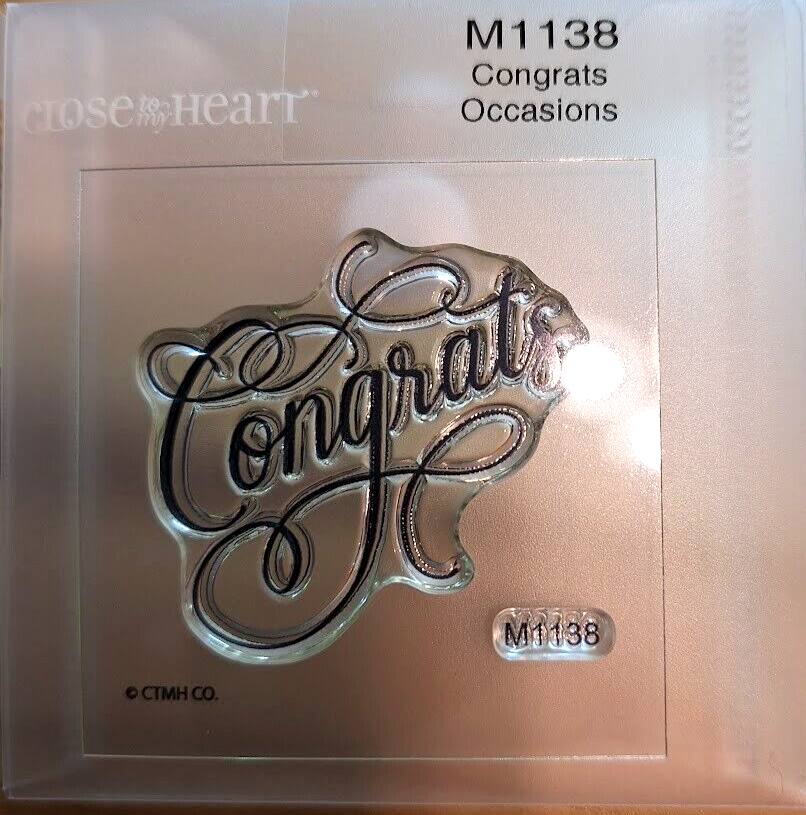 M1138
Congrats
Occasions
CLOSE to my HEART
Congrats
M1138
© CTMH CO.